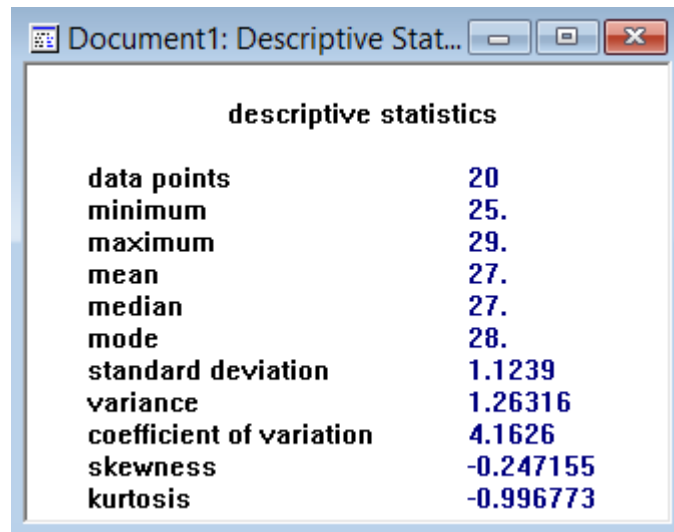 Document1: Descriptive Stat...
descriptive statistics
data points 20
minimum 25.
maximum 29.
mean 27.
median 27.
mode 28.
standard deviation 1.1239
variance 1.26316
coefficient of variation 4.1626
skewness -0.247155
kurtosis -0.996773